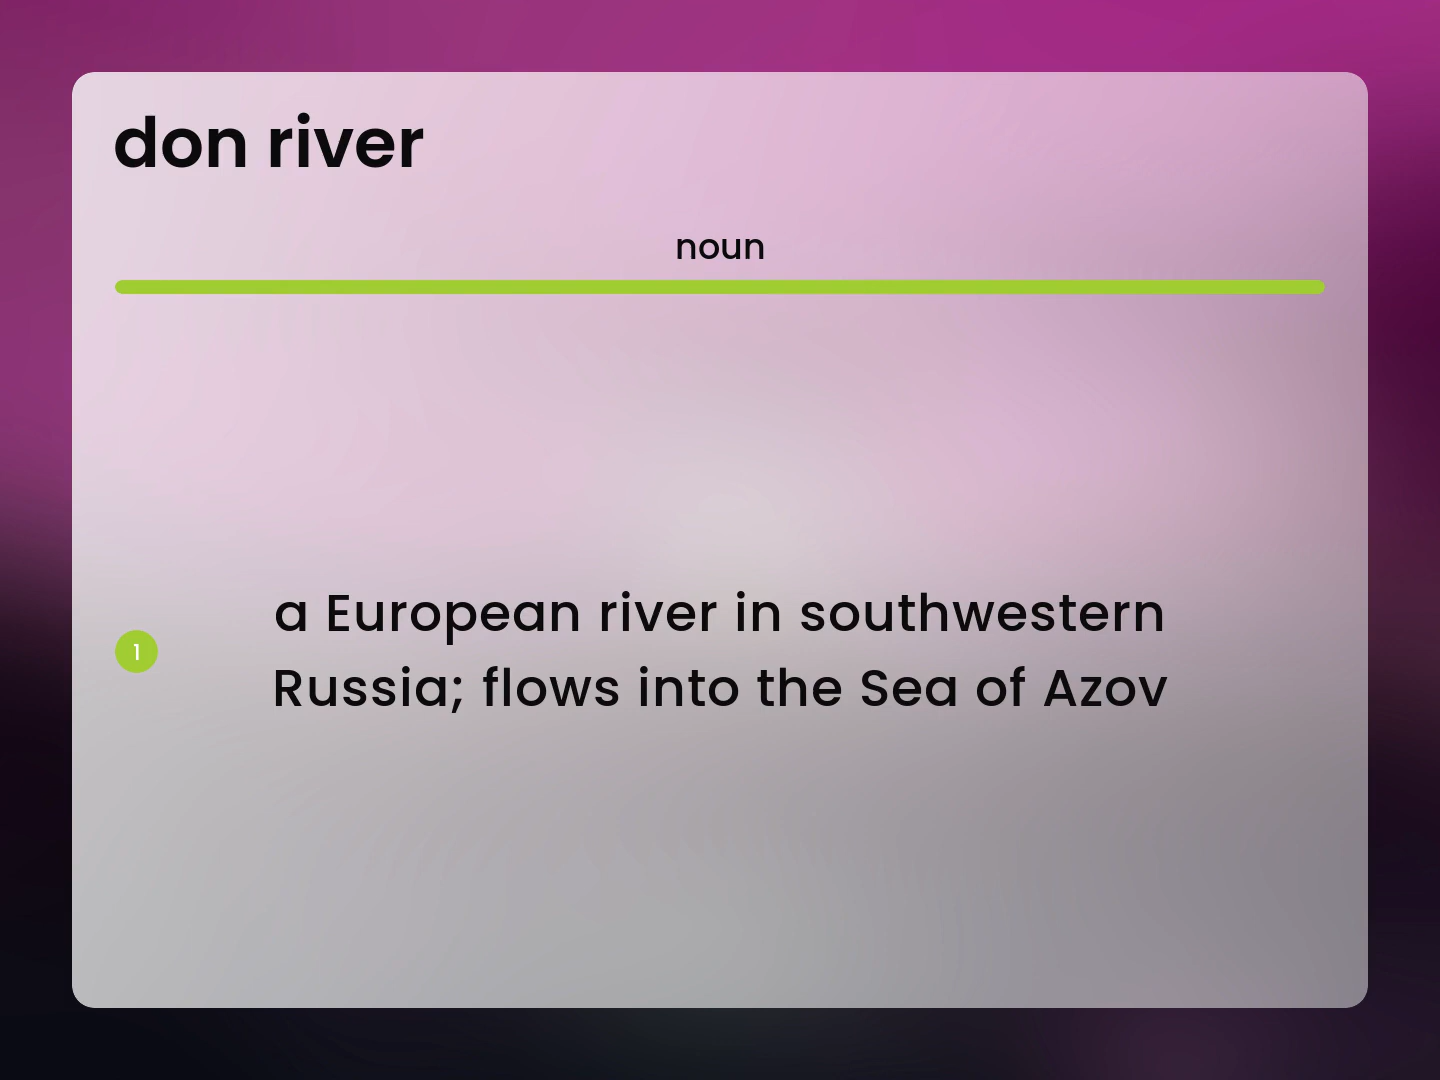 don river
noun
1
a European river in southwestern
Russia; flows into the Sea of Azov